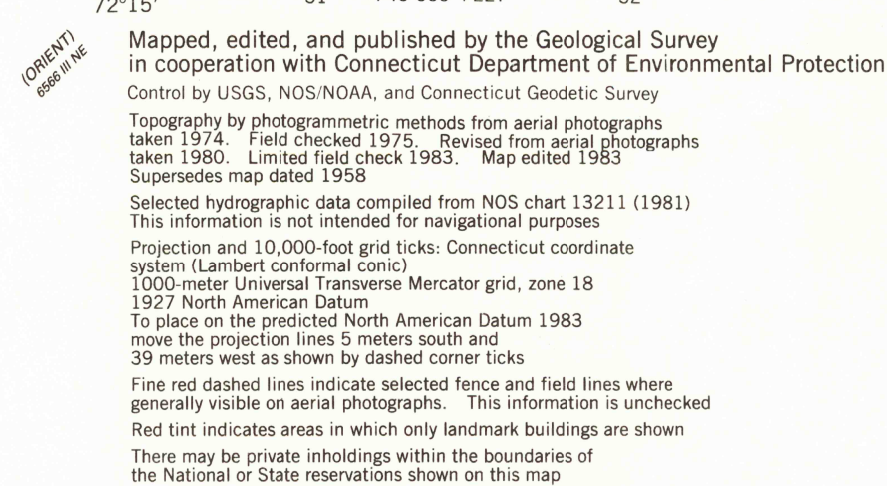 72°15'
(ORIENT)
6566 III NE
Mapped, edited, and published by the Geological Survey
in cooperation with Connecticut Department of Environmental Protection
Control by USGS, NOS/NOAA, and Connecticut Geodetic Survey
Topography by photogrammetric methods from aerial photographs
taken 1974. Field checked 1975. Revised from aerial photographs
taken 1980. Limited field check 1983. Map edited 1983
Supersedes map dated 1958
Selected hydrographic data compiled from NOS chart 13211 (1981)
This information is not intended for navigational purposes
Projection and 10,000-foot grid ticks: Connecticut coordinate
system (Lambert conformal conic)
1000-meter Universal Transverse Mercator grid, zone 18
1927 North American Datum
To place on the predicted North American Datum 1983
move the projection lines 5 meters south and
39 meters west as shown by dashed corner ticks
Fine red dashed lines indicate selected fence and field lines where
generally visible on aerial photographs. This information is unchecked
Red tint indicates areas in which only landmark buildings are shown
There may be private inholdings within the boundaries of
the National or State reservations shown on this map